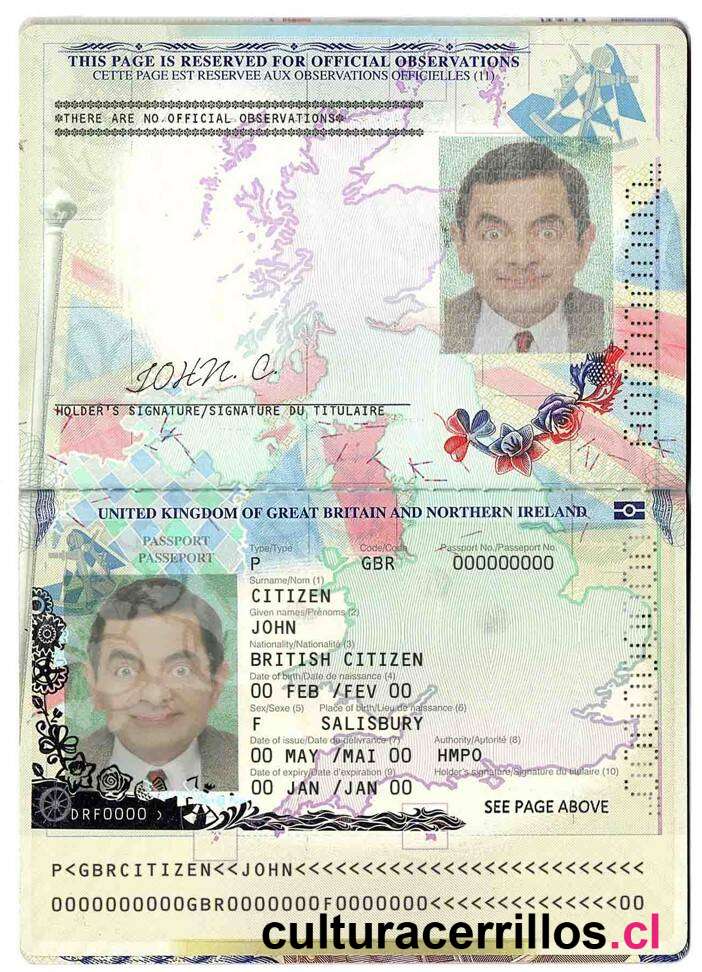 THIS PAGE IS RESERVED FOR OFFICIAL OBSERVATIONS
CETTE PAGE EST RESERVEE AUX OBSERVATIONS OFFICIELLES (11)
*THERE ARE NO OFFICIAL OBSERVATIONS*
JOHN. C.
HOLDER'S SIGNATURE/SIGNATURE DU TITULAIRE
UNITED KINGDOM OF GREAT BRITAIN AND NORTHERN IRELAND
PASSPORT
PASSEPORT
Type/Type Code/Code Passport No./Passeport No.
P GBR 000000000
Surname/Nom (1)
CITIZEN
Given names/Prénoms (2)
JOHN
Nationality/Nationalité (3)
BRITISH CITIZEN
Date of birth/Date de naissance (4)
00 FEB /FEV 00
Sex/Sexe (5) Place of birth/Lieu de naissance (6)
F SALISBURY
Date of issue/Date de délivrance (7) Authority/Autorité (8)
00 MAY /MAI 00 HMPO
Date of expiry/Date d'expiration (9) Holder's signature/Signature du titulaire (10)
00 JAN /JAN 00
SEE PAGE ABOVE
DRF0000
P<GBRCITIZEN<<JOHN<<<<<<<<<<<<<<<<<<<<<<<<<<
0000000000GBR0000000F0000000<<<<<<<<<<<<<<00
culturacerrillos.cl